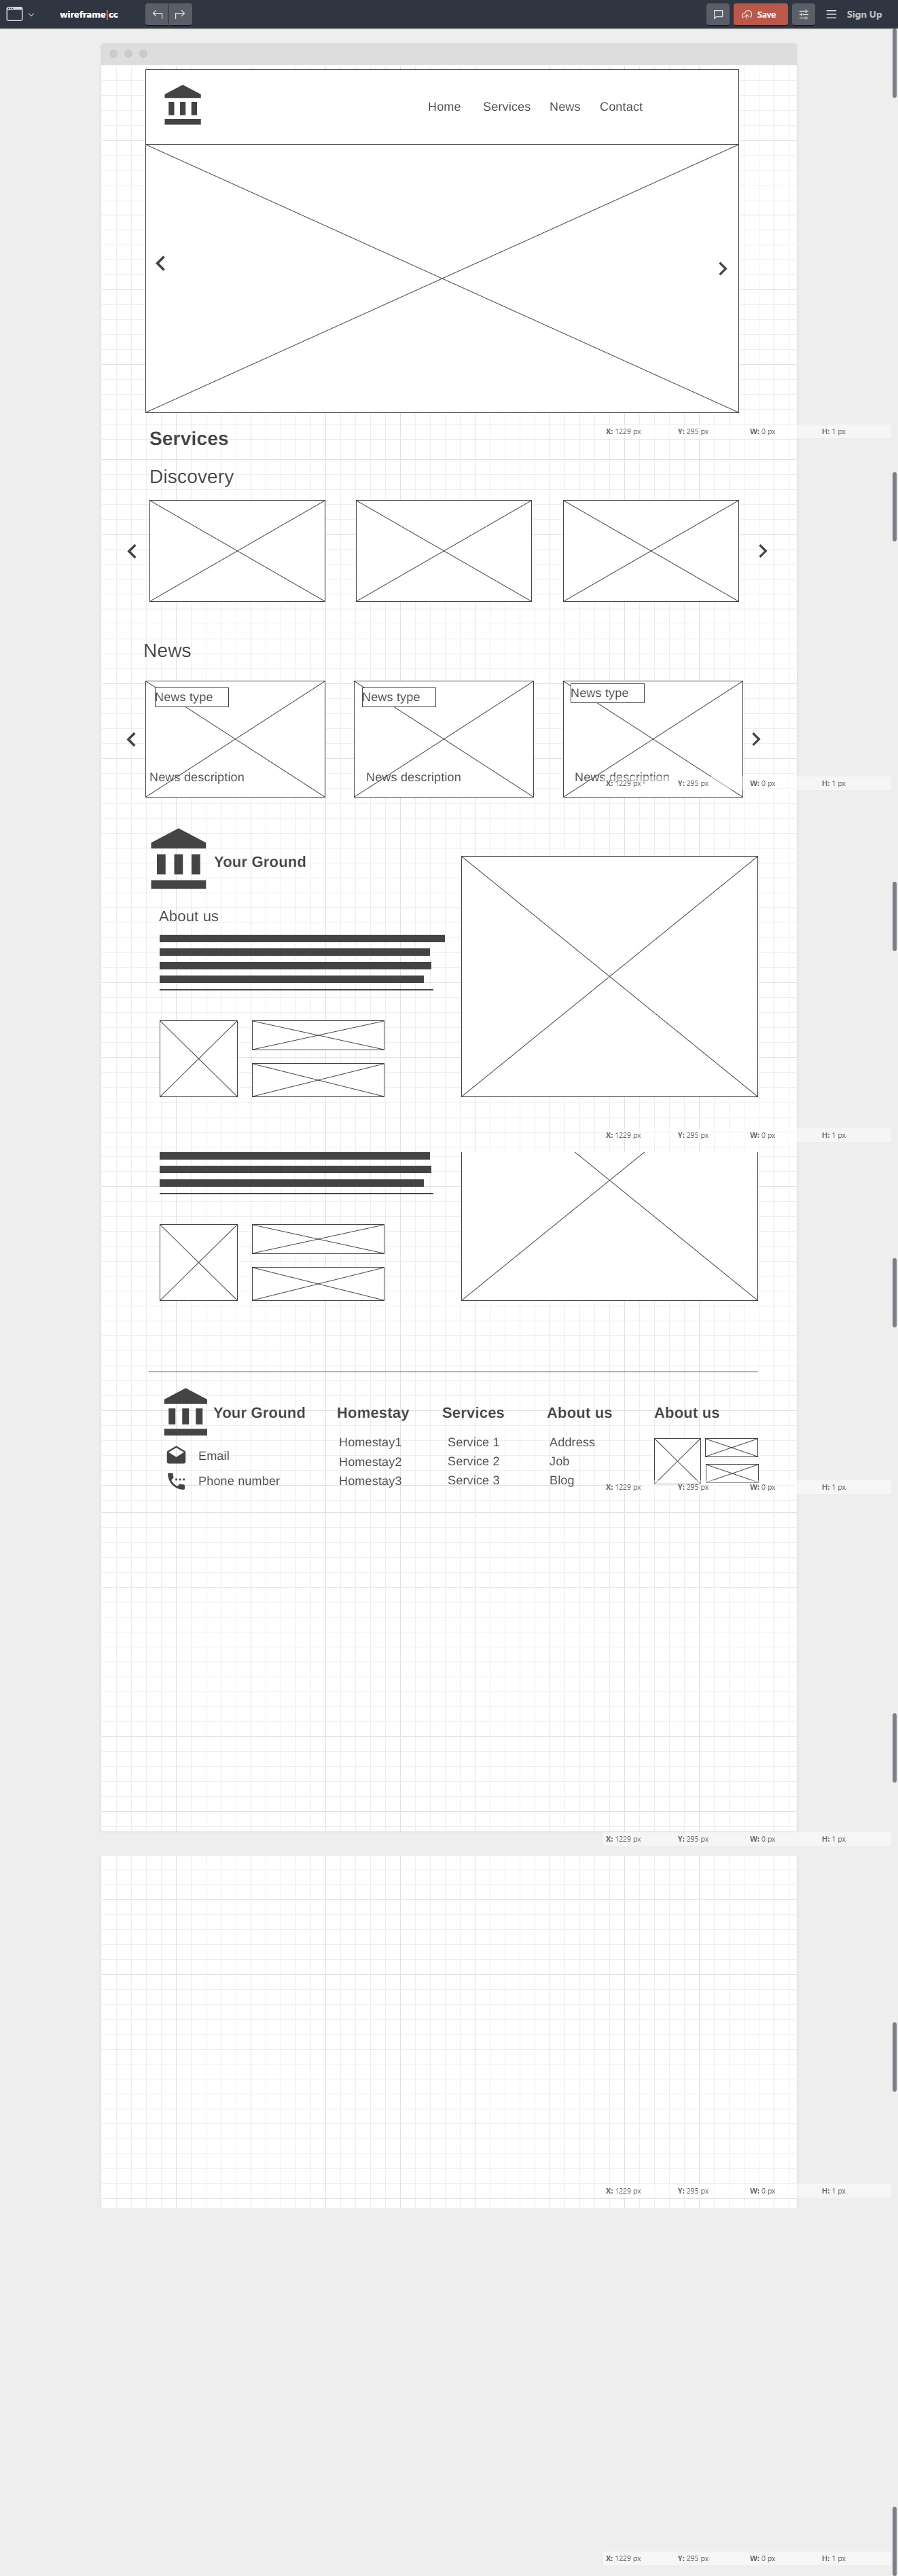 wireframe|cc
Save
Sign Up
Home Services News Contact
X: 1229 px Y: 295 px W: 0 px H: 1 px
Services
Discovery
News
News type News type News type
News description News description News description
X: 1229 px Y: 295 px W: 0 px H: 1 px
Your Ground
About us
X: 1229 px Y: 295 px W: 0 px H: 1 px
Your Ground Homestay Services About us About us
Homestay1 Service 1 Address
Email Homestay2 Service 2 Job
Phone number Homestay3 Service 3 Blog
X: 1229 px Y: 295 px W: 0 px H: 1 px
X: 1229 px Y: 295 px W: 0 px H: 1 px
X: 1229 px Y: 295 px W: 0 px H: 1 px
X: 1229 px Y: 295 px W: 0 px H: 1 px